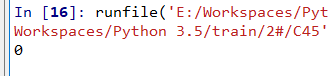 In [16]: runfile('E:/Workspaces/Pyt
Workspaces/Python 3.5/train/2#/C45'
0